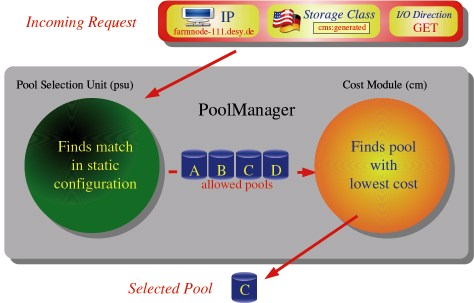 Incoming Request
IP
farmnode-111.desy.de
Storage Class
cms:generated
I/O Direction
GET
Pool Selection Unit (psu)
Cost Module (cm)
PoolManager
Finds match
in static
configuration
A B C D
allowed pools
Finds pool
with
lowest cost
Selected Pool
C